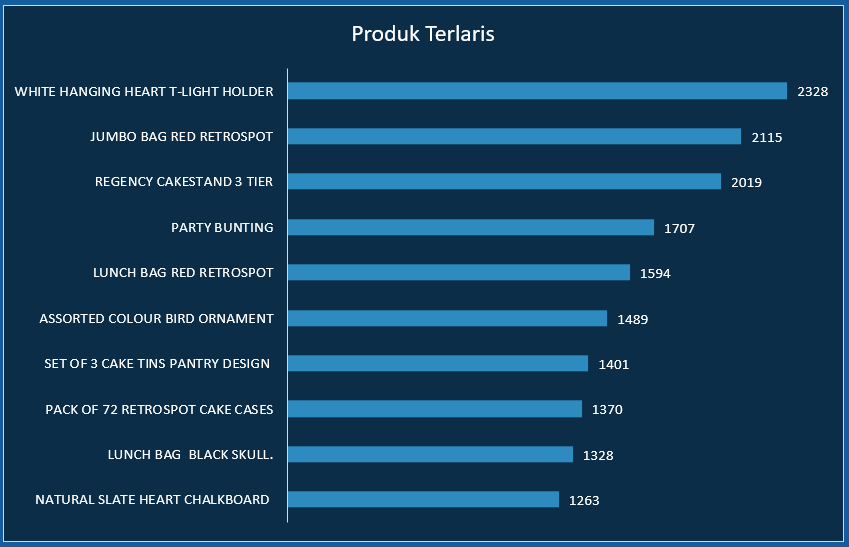 Produk Terlaris
WHITE HANGING HEART T-LIGHT HOLDER 2328
JUMBO BAG RED RETROSPOT 2115
REGENCY CAKESTAND 3 TIER 2019
PARTY BUNTING 1707
LUNCH BAG RED RETROSPOT 1594
ASSORTED COLOUR BIRD ORNAMENT 1489
SET OF 3 CAKE TINS PANTRY DESIGN 1401
PACK OF 72 RETROSPOT CAKE CASES 1370
LUNCH BAG  BLACK SKULL. 1328
NATURAL SLATE HEART CHALKBOARD 1263